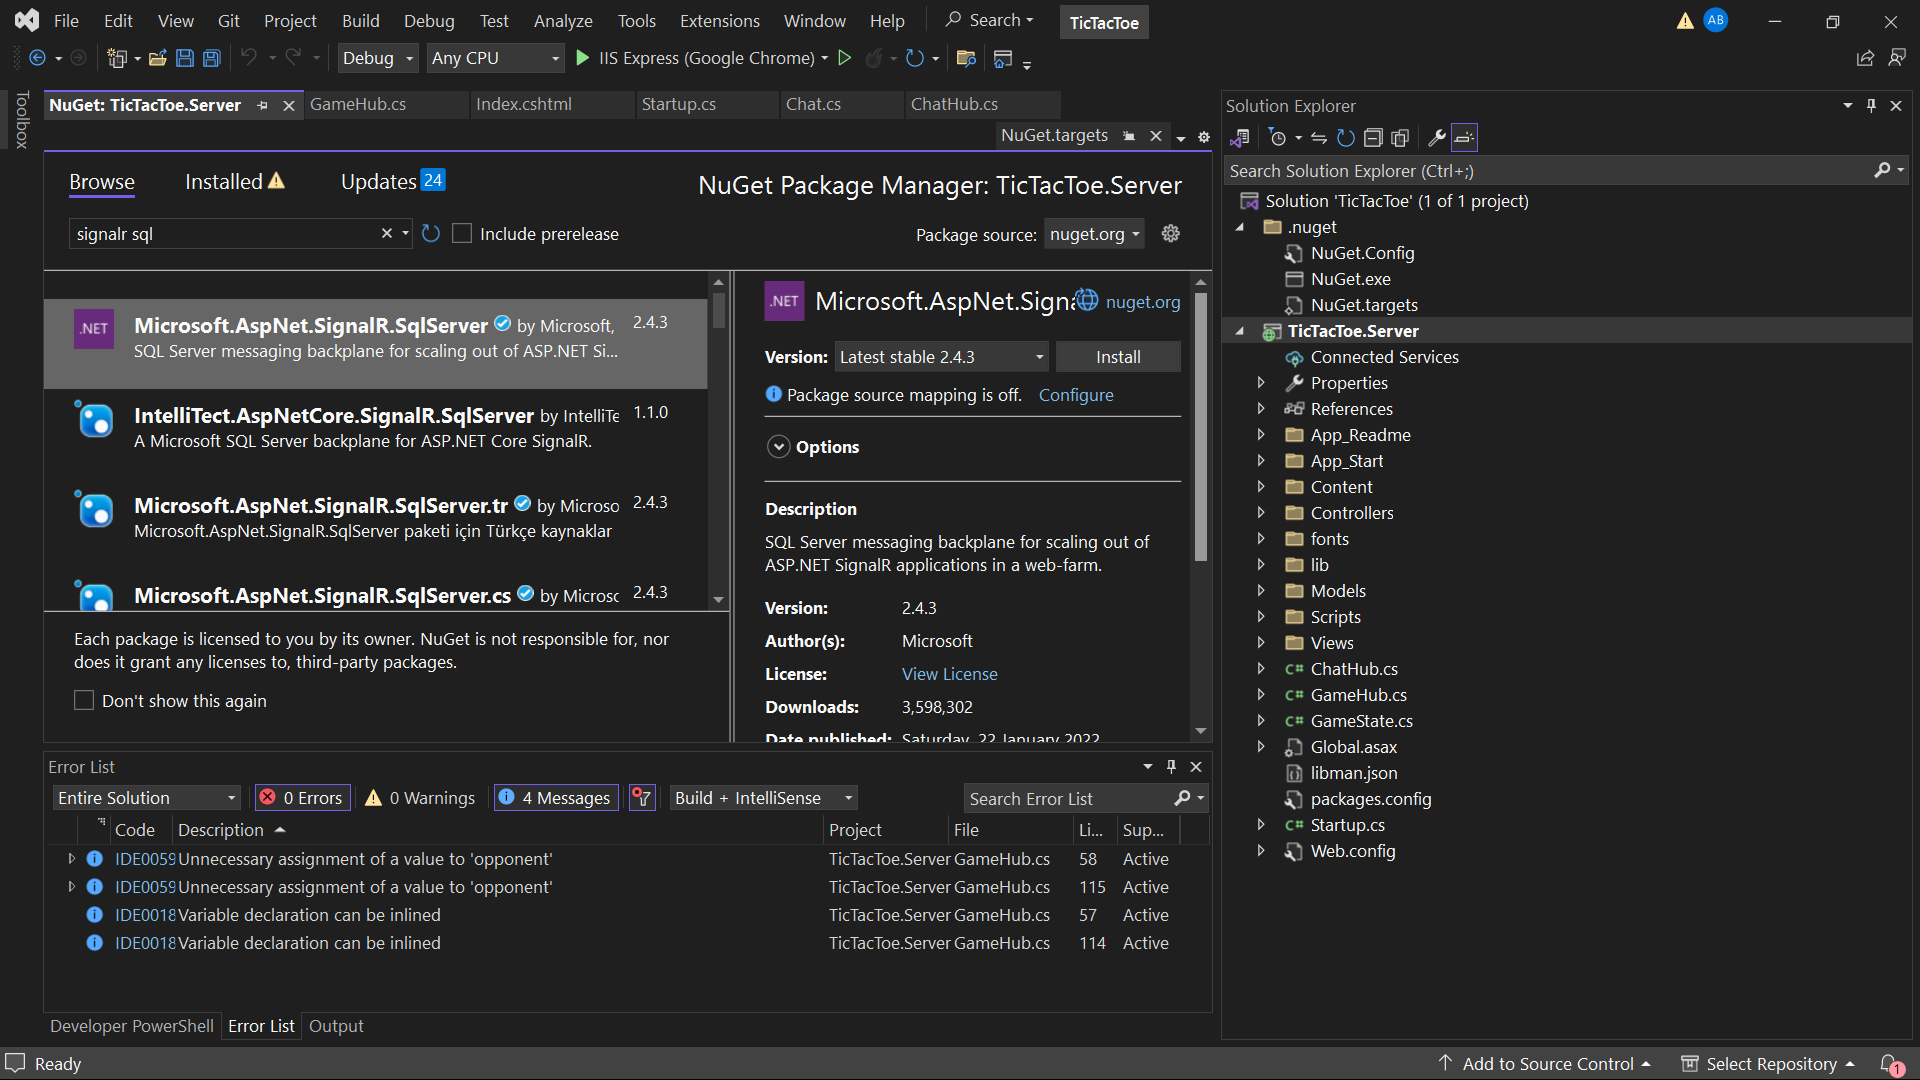 File Edit View Git Project Build Debug Test Analyze Tools Extensions Window Help Search TicTacToe AB
Debug Any CPU IIS Express (Google Chrome)
Toolbox
NuGet: TicTacToe.Server GameHub.cs Index.cshtml Startup.cs Chat.cs ChatHub.cs
NuGet.targets
Browse Installed Updates 24
NuGet Package Manager: TicTacToe.Server
signalr sql Include prerelease Package source: nuget.org
.NET
Microsoft.AspNet.SignalR.SqlServer by Microsoft, 2.4.3
SQL Server messaging backplane for scaling out of ASP.NET Si...
IntelliTect.AspNetCore.SignalR.SqlServer by IntelliTe 1.1.0
A Microsoft SQL Server backplane for ASP.NET Core SignalR.
Microsoft.AspNet.SignalR.SqlServer.tr by Microso 2.4.3
Microsoft.AspNet.SignalR.SqlServer paketi için Türkçe kaynaklar
Microsoft.AspNet.SignalR.SqlServer.cs by Microsc 2.4.3
Each package is licensed to you by its owner. NuGet is not responsible for, nor
does it grant any licenses to, third-party packages.
Don't show this again
.NET Microsoft.AspNet.Signa nuget.org
Version: Latest stable 2.4.3 Install
Package source mapping is off. Configure
Options
Description
SQL Server messaging backplane for scaling out of
ASP.NET SignalR applications in a web-farm.
Version: 2.4.3
Author(s): Microsoft
License: View License
Downloads: 3,598,302
Date published: Saturday, 22 January 2022
Error List
Entire Solution 0 Errors 0 Warnings 4 Messages Build + IntelliSense Search Error List
Code Description Project File Li... Sup...
IDE0059 Unnecessary assignment of a value to 'opponent' TicTacToe.Server GameHub.cs 58 Active
IDE0059 Unnecessary assignment of a value to 'opponent' TicTacToe.Server GameHub.cs 115 Active
IDE0018 Variable declaration can be inlined TicTacToe.Server GameHub.cs 57 Active
IDE0018 Variable declaration can be inlined TicTacToe.Server GameHub.cs 114 Active
Developer PowerShell Error List Output
Solution Explorer
Search Solution Explorer (Ctrl+;)
Solution 'TicTacToe' (1 of 1 project)
.nuget
NuGet.Config
NuGet.exe
NuGet.targets
TicTacToe.Server
Connected Services
Properties
References
App_Readme
App_Start
Content
Controllers
fonts
lib
Models
Scripts
Views
C# ChatHub.cs
C# GameHub.cs
C# GameState.cs
Global.asax
libman.json
packages.config
C# Startup.cs
Web.config
Ready Add to Source Control Select Repository 1